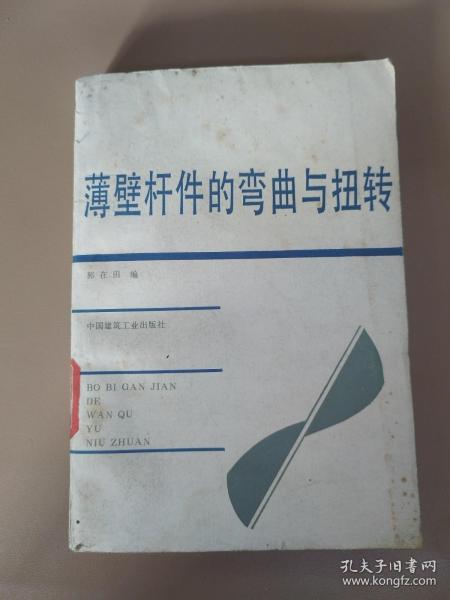 薄壁杆件的弯曲与扭转
郭在田 编
中国建筑工业出版社
BO BI GAN JIAN
DE
WAN QU
YU
NIU ZHUAN
孔夫子旧书网
www.kongfz.com